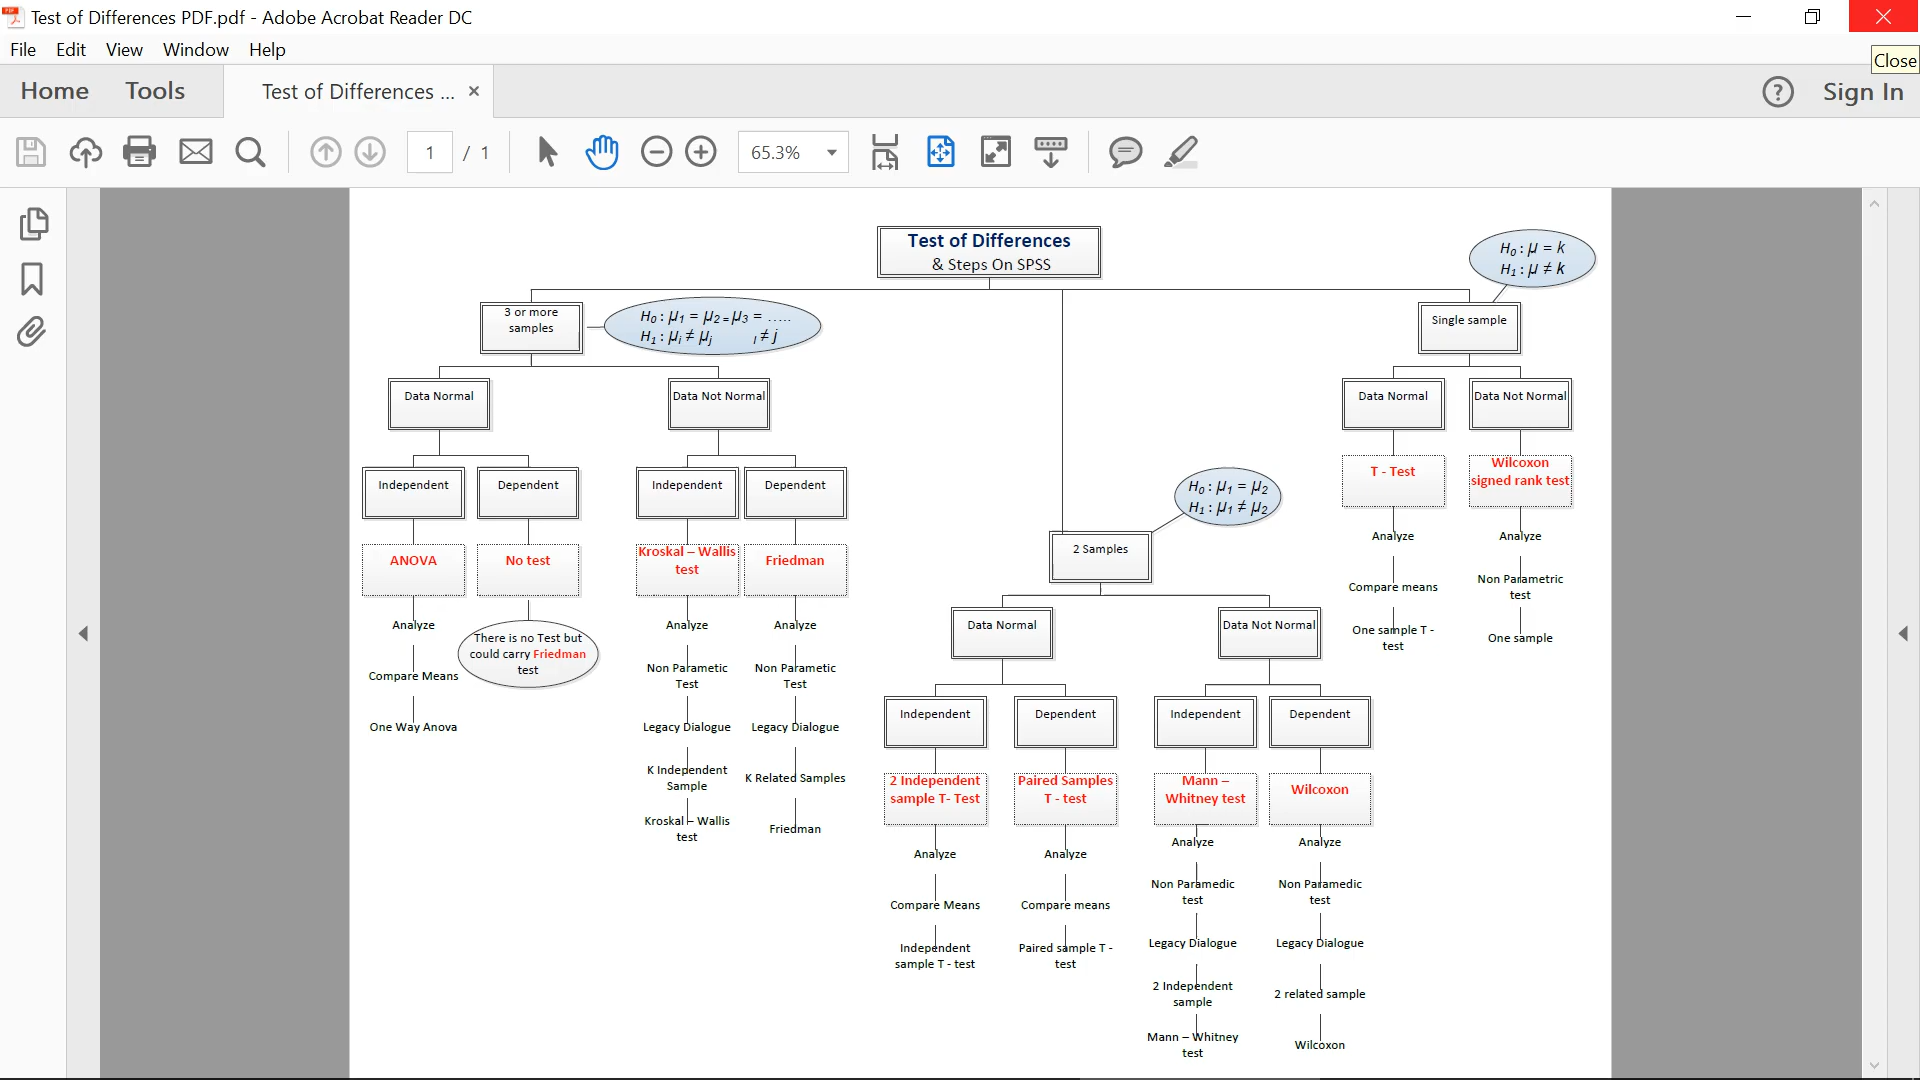 Test of Differences PDF.pdf - Adobe Acrobat Reader DC
File Edit View Window Help
Close
Home Tools Test of Differences ... × ? Sign In
1 / 1 65.3%
Test of Differences
& Steps On SPSS
H₀ : μ = k
H₁ : μ ≠ k
3 or more
samples
H₀ : μ₁ = μ₂ = μ₃ = .....
H₁ : μᵢ ≠ μⱼ ı ≠ j
Single sample
Data Normal
Data Not Normal
Data Normal
Data Not Normal
T - Test
Wilcoxon
signed rank test
Independent
Dependent
Independent
Dependent
H₀ : μ₁ = μ₂
H₁ : μ₁ ≠ μ₂
2 Samples
Analyze
Compare means
One sample T -
test
Analyze
Non Parametric
test
One sample
ANOVA
No test
Kroskal – Wallis
test
Friedman
Analyze
Compare Means
One Way Anova
There is no Test but
could carry Friedman
test
Analyze
Non Parametic
Test
Legacy Dialogue
K Independent
Sample
Kroskal – Wallis
test
Analyze
Non Parametic
Test
Legacy Dialogue
K Related Samples
Friedman
Data Normal
Data Not Normal
Independent
Dependent
Independent
Dependent
2 Independent
sample T- Test
Paired Samples
T - test
Mann –
Whitney test
Wilcoxon
Analyze
Compare Means
Independent
sample T - test
Analyze
Compare means
Paired sample T -
test
Analyze
Non Paramedic
test
Legacy Dialogue
2 Independent
sample
Mann – Whitney
test
Analyze
Non Paramedic
test
Legacy Dialogue
2 related sample
Wilcoxon